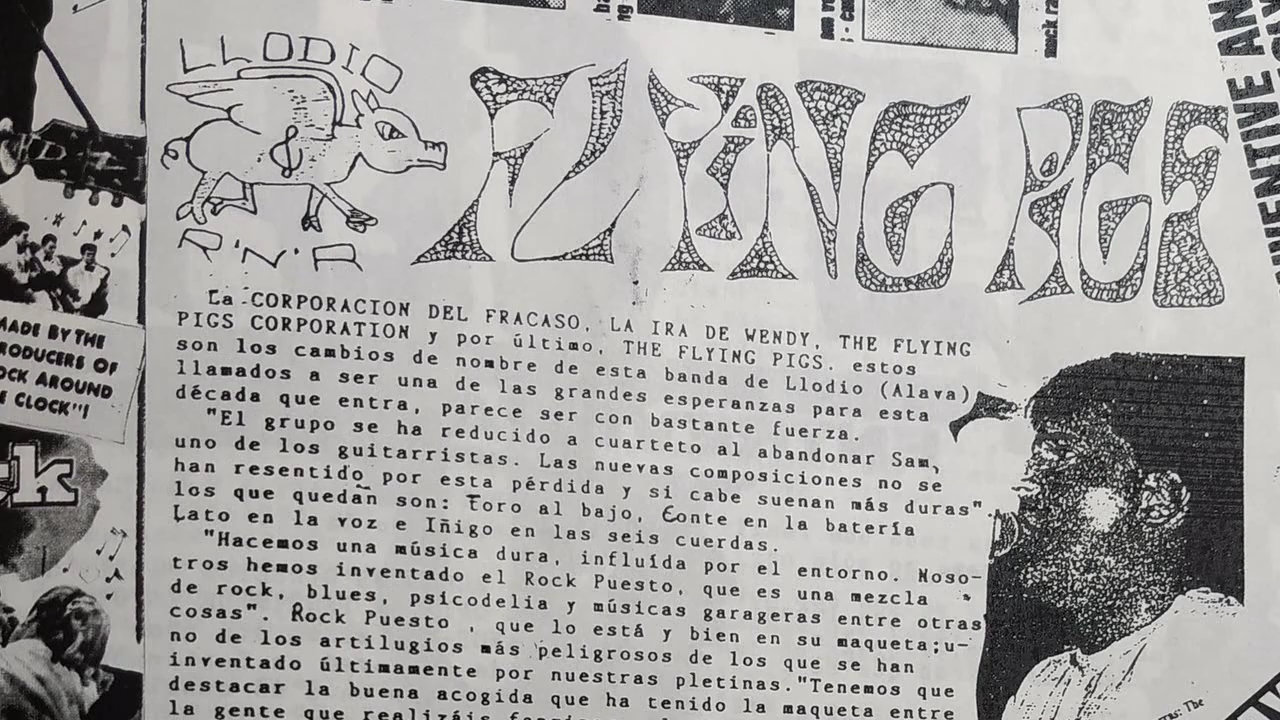 LLODIO
R'N'R
FLYING PIGS
La CORPORACION DEL FRACASO, LA IRA DE WENDY, THE FLYING
PIGS CORPORATION y por último, THE FLYING PIGS. estos
son los cambios de nombre de esta banda de Llodio (Alava)
llamados a ser una de las grandes esperanzas para esta
década que entra, parece ser con bastante fuerza.
"El grupo se ha reducido a cuarteto al abandonar Sam,
uno de los guitarristas. Las nuevas composiciones no se
han resentido por esta pérdida y si cabe suenan más duras"
los que quedan son: Toro al bajo, Conte en la batería
Lato en la voz e Iñigo en las seis cuerdas.
"Hacemos una música dura, influída por el entorno. Noso-
tros hemos inventado el Rock Puesto, que es una mezcla
de rock, blues, psicodelia y músicas garageras entre otras
cosas". Rock Puesto , que lo está y bien en su maqueta;u-
no de los artilugios más peligrosos de los que se han
inventado últimamente por nuestras pletinas."Tenemos que
destacar la buena acogida que ha tenido la maqueta entre
la gente que realizáis
MADE BY THE
PRODUCERS OF
ROCK AROUND
THE CLOCK"!